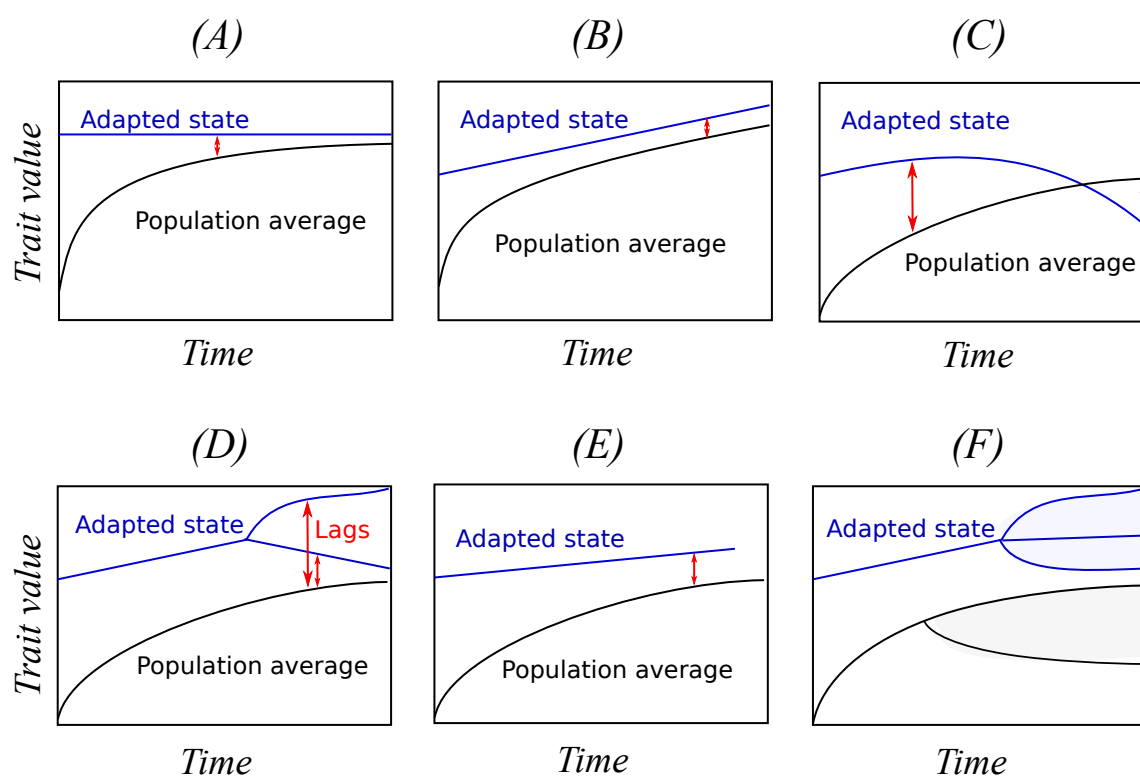 (A)
(B)
(C)
Trait value
Adapted state
Population average
Adapted state
Population average
Adapted state
Population average
Time
Time
Time
(D)
(E)
(F)
Trait value
Adapted state
Lags
Population average
Adapted state
Population average
Adapted state
Time
Time
Time